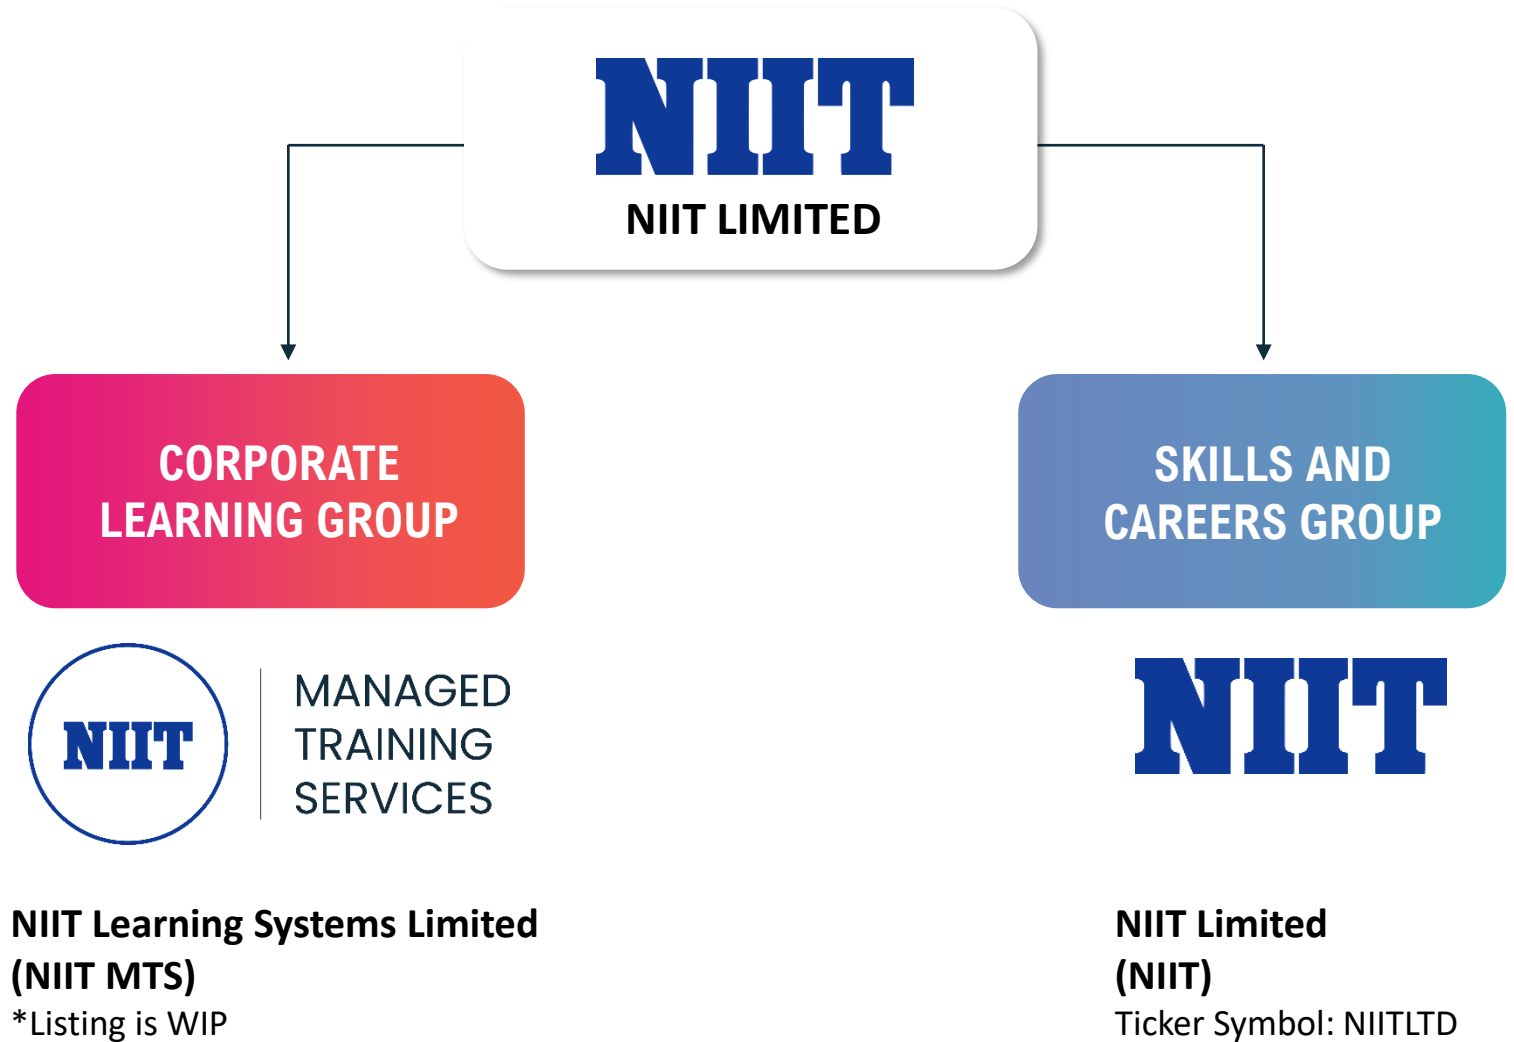 NIIT
NIIT LIMITED
CORPORATE
LEARNING GROUP
SKILLS AND
CAREERS GROUP
NIIT
MANAGED
TRAINING
SERVICES
NIIT
NIIT Learning Systems Limited
(NIIT MTS)
*Listing is WIP
NIIT Limited
(NIIT)
Ticker Symbol: NIITLTD